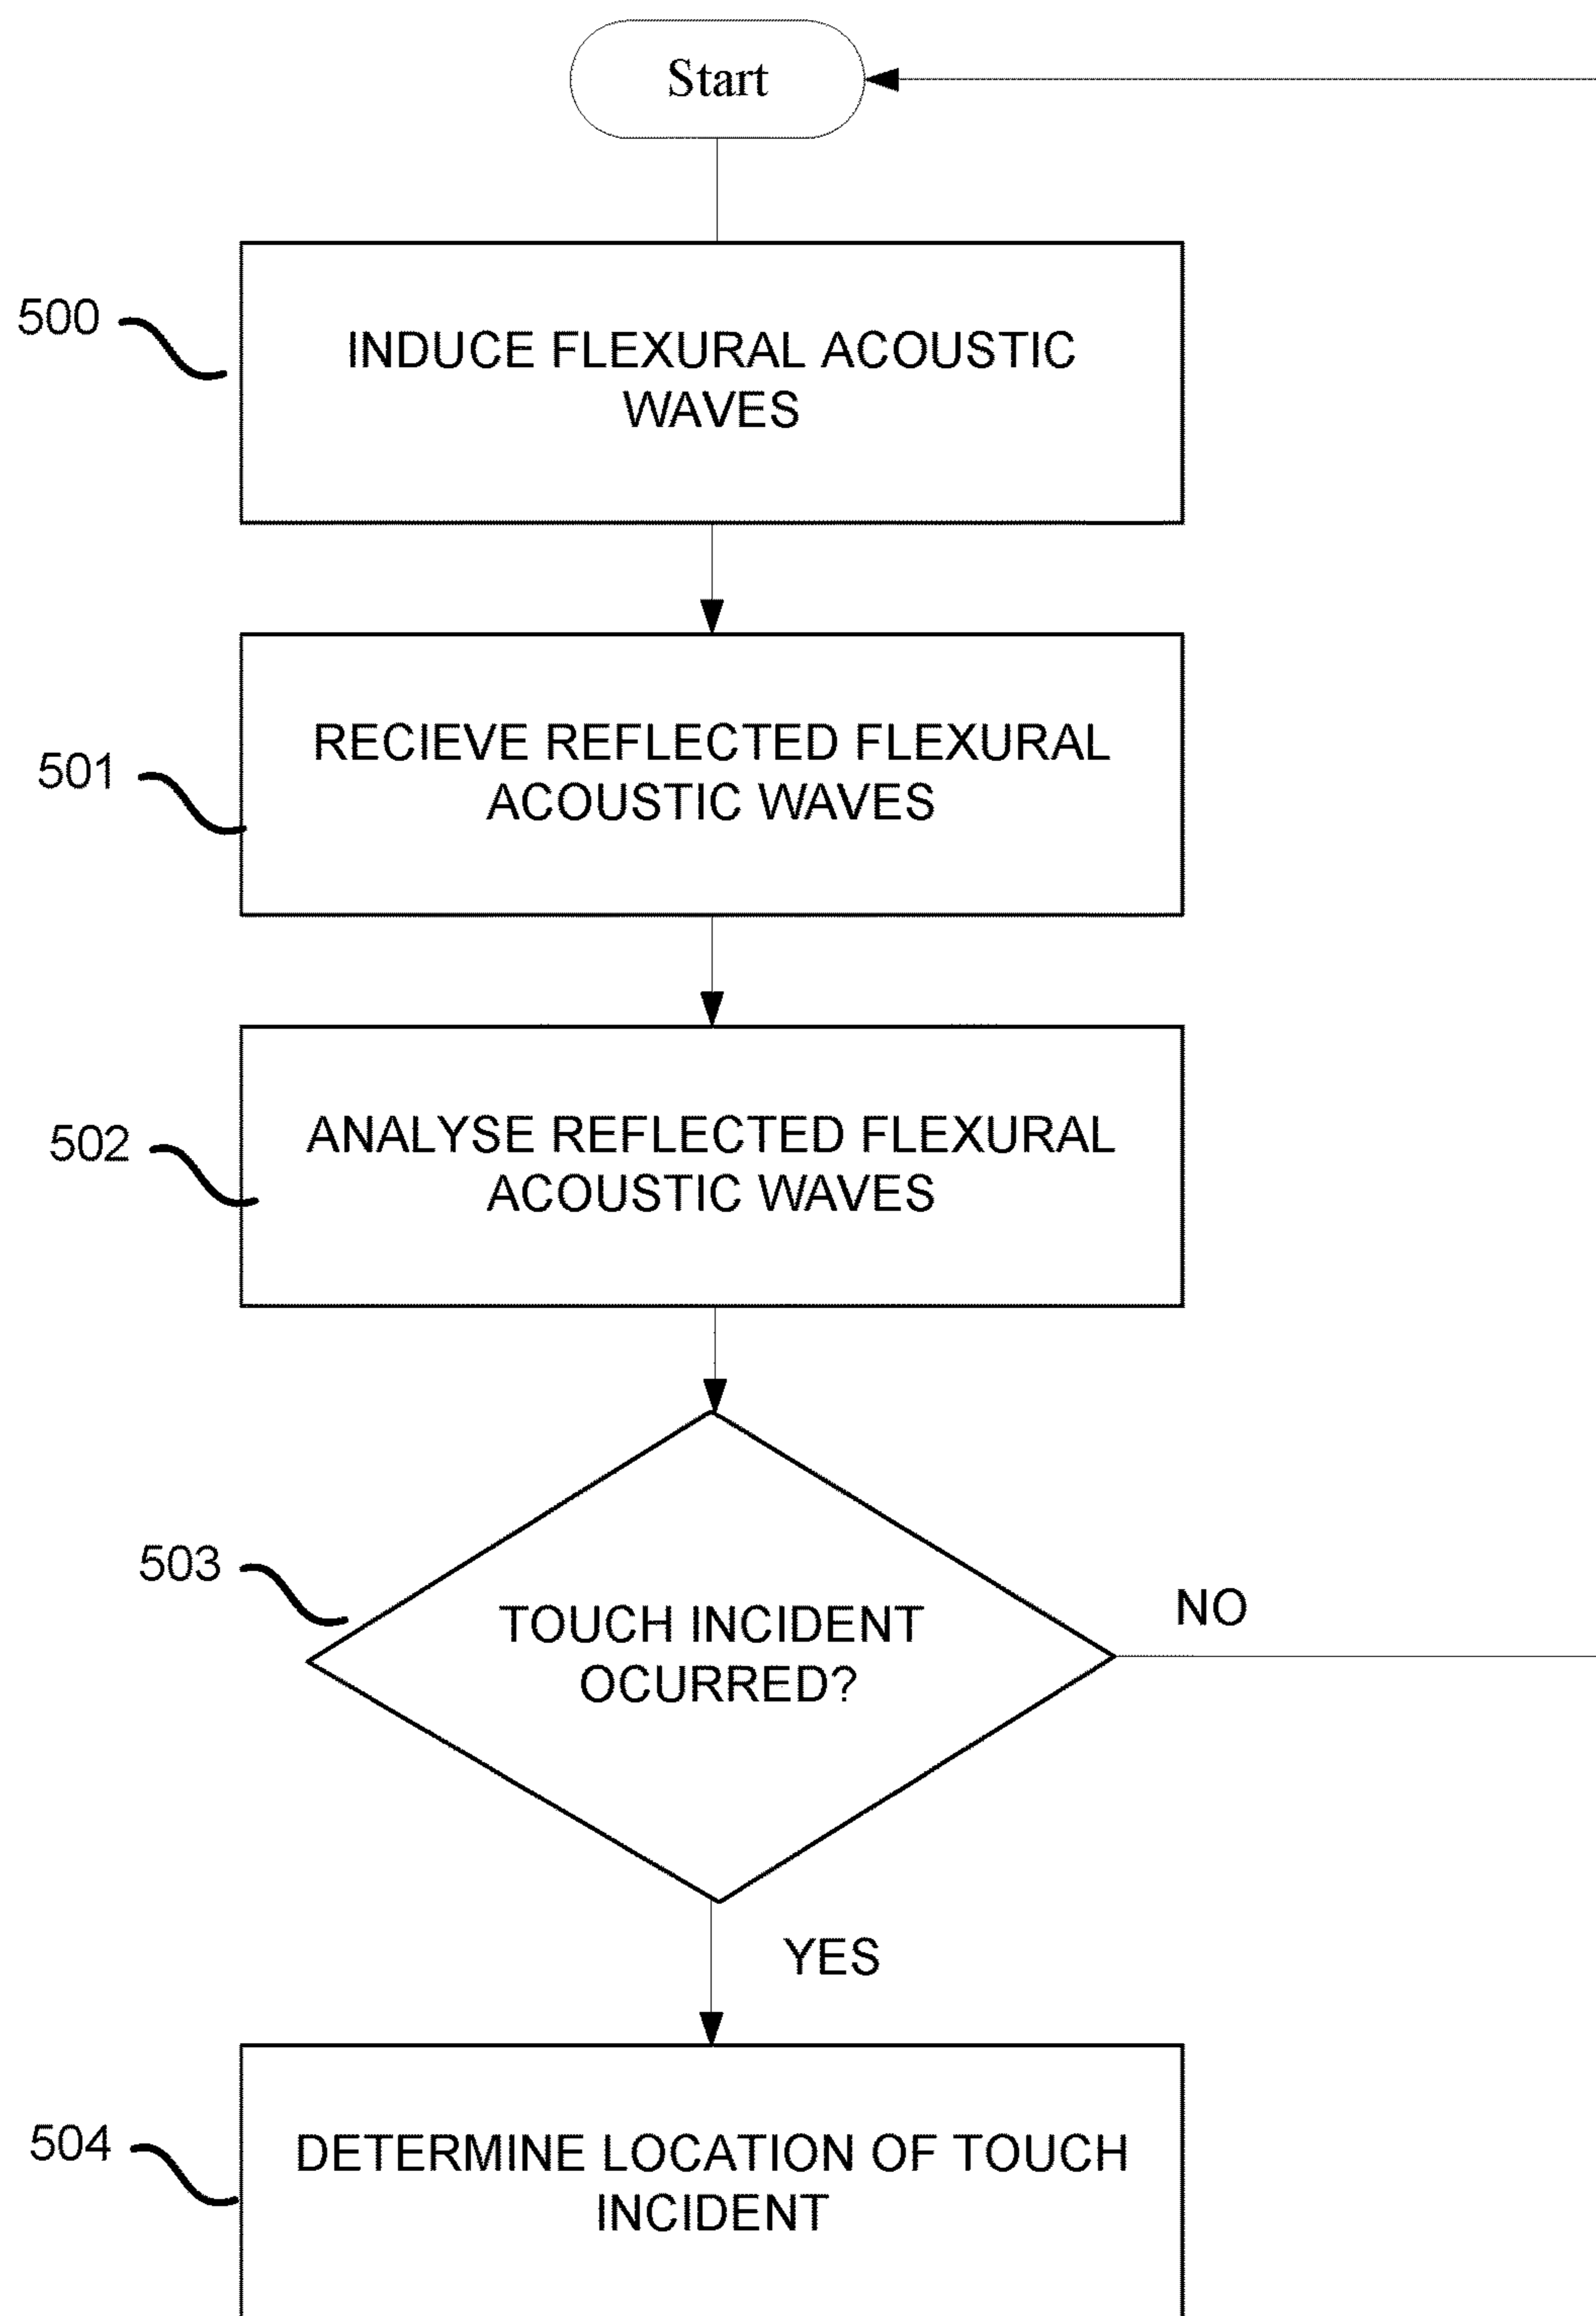 Start
500
INDUCE FLEXURAL ACOUSTIC
WAVES
501
RECIEVE REFLECTED FLEXURAL
ACOUSTIC WAVES
502
ANALYSE REFLECTED FLEXURAL
ACOUSTIC WAVES
503
TOUCH INCIDENT
OCURRED?
NO
YES
504
DETERMINE LOCATION OF TOUCH
INCIDENT